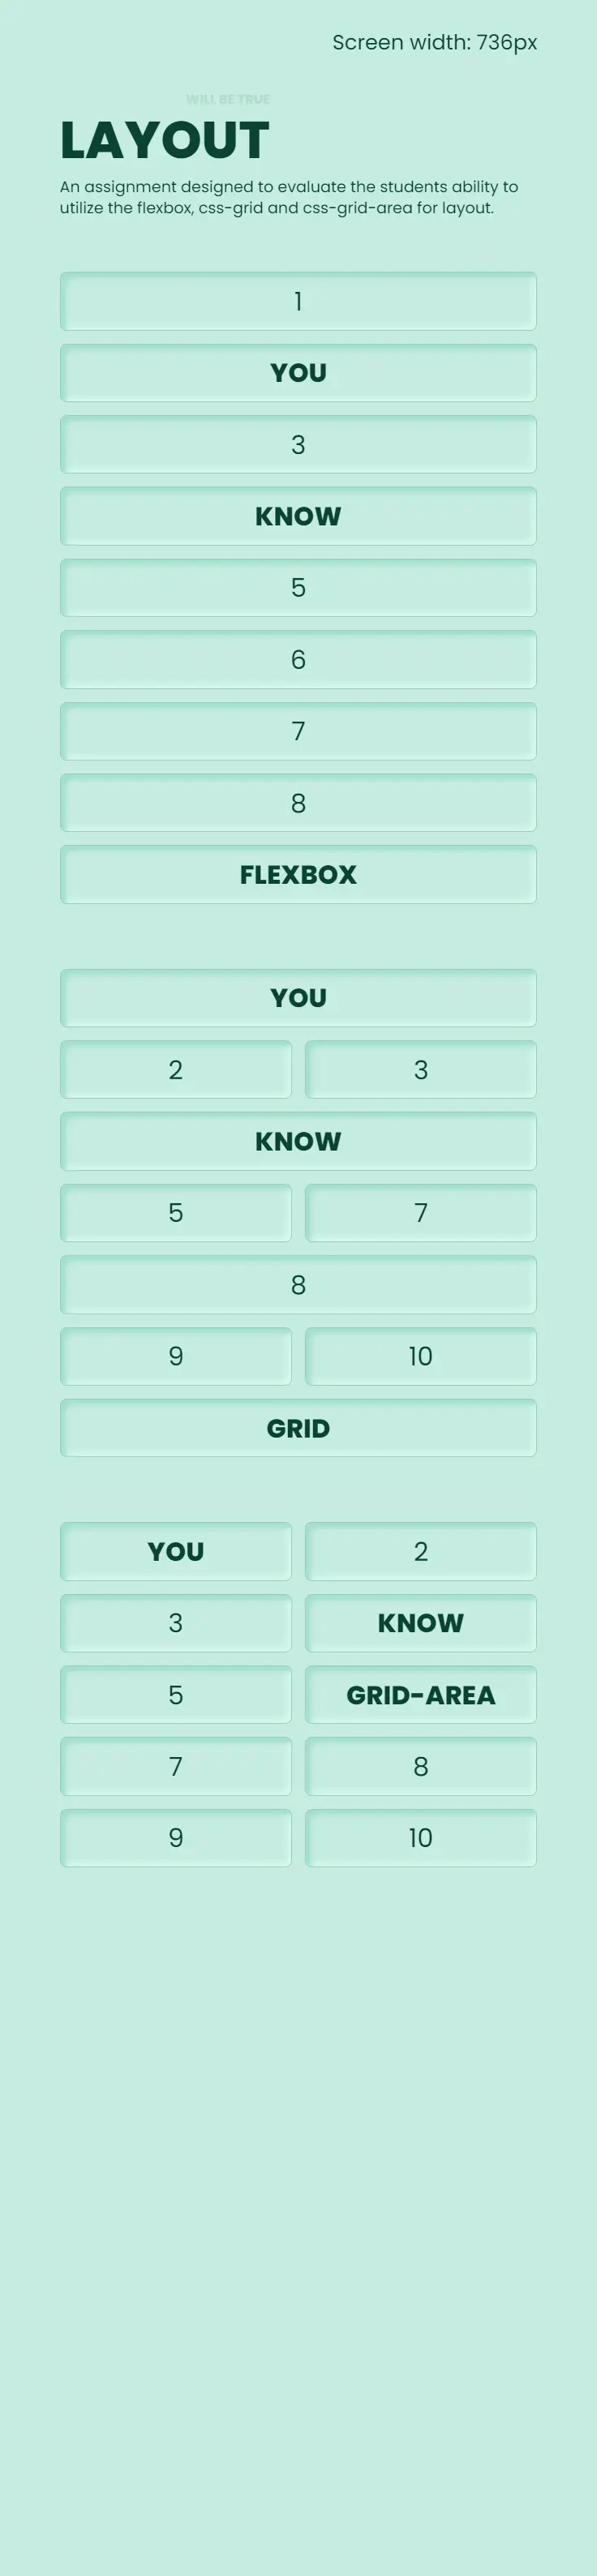 Screen width: 736px
WILL BE TRUE
LAYOUT
An assignment designed to evaluate the students ability to
utilize the flexbox, css-grid and css-grid-area for layout.
1
YOU
3
KNOW
5
6
7
8
FLEXBOX
YOU
2 3
KNOW
5 7
8
9 10
GRID
YOU 2
3 KNOW
5 GRID-AREA
7 8
9 10